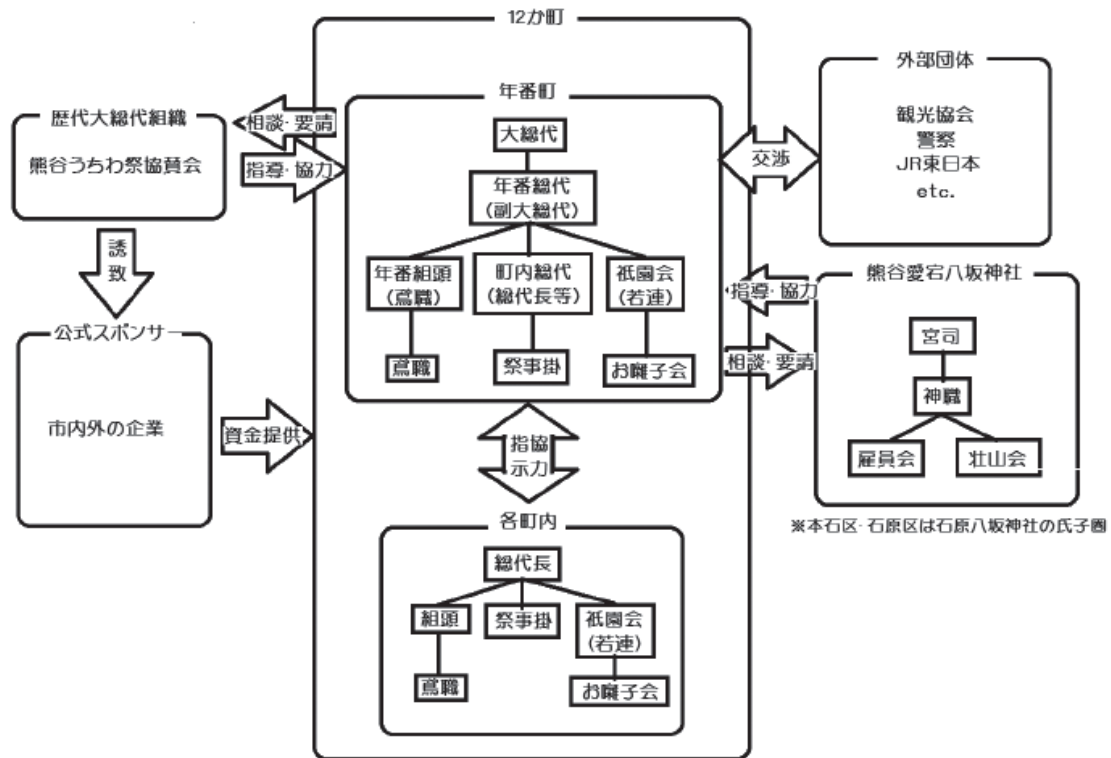 12か町
歴代大総代組織
熊谷うちわ祭協賛会
相談・要請
指導・協力
誘致
公式スポンサー
市内外の企業
資金提供
年番町
大総代
年番総代
(副大総代)
年番組頭
(鳶職)
町内総代
(総代長等)
祇園会
(若連)
鳶職
祭事掛
お囃子会
指示
協力
各町内
総代長
組頭
祭事掛
祇園会
(若連)
鳶職
お囃子会
交渉
外部団体
観光協会
警察
JR東日本
etc.
指導・協力
相談・要請
熊谷愛宕八坂神社
宮司
神職
雇員会
壮山会
※本石区・石原区は石原八坂神社の氏子圏